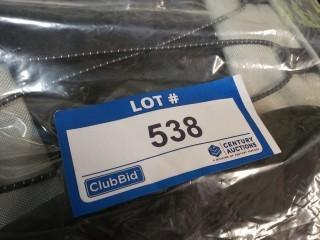 LOT #
538
ClubBid
CENTURY
AUCTIONS